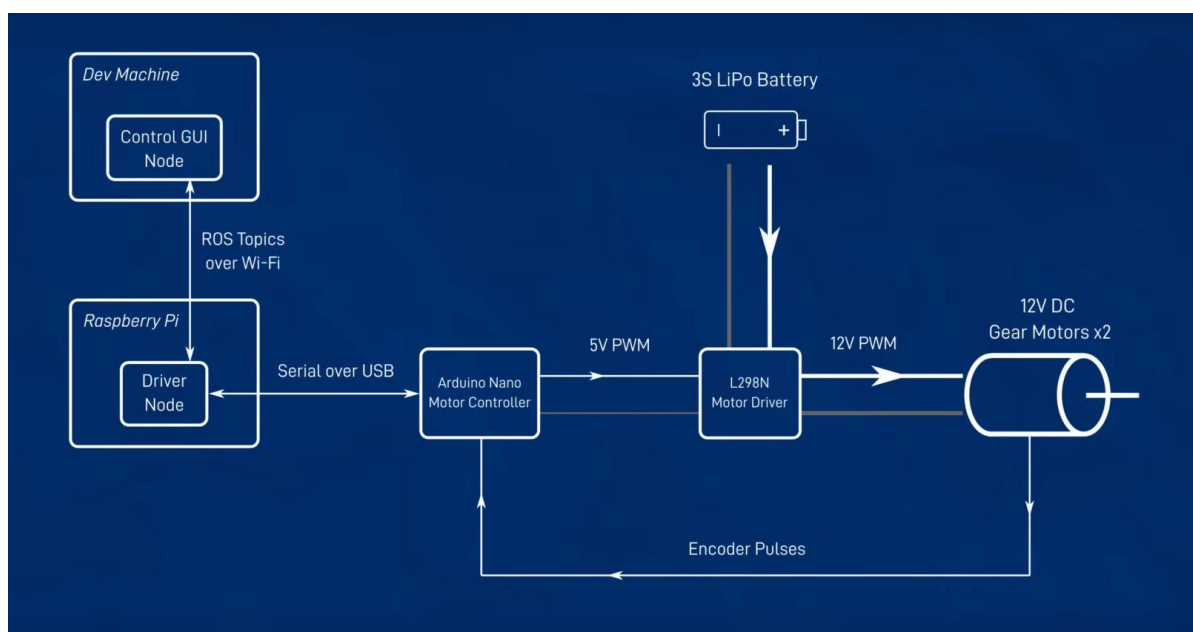 Dev Machine
Control GUI
Node
ROS Topics
over Wi-Fi
Raspberry Pi
Driver
Node
Serial over USB
Arduino Nano
Motor Controller
5V PWM
3S LiPo Battery
+
L298N
Motor Driver
12V PWM
12V DC
Gear Motors x2
Encoder Pulses